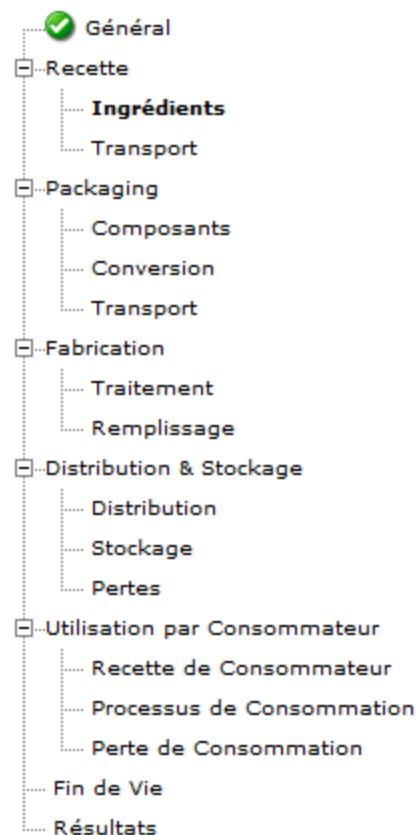 Général
Recette
Ingrédients
Transport
Packaging
Composants
Conversion
Transport
Fabrication
Traitement
Remplissage
Distribution & Stockage
Distribution
Stockage
Pertes
Utilisation par Consommateur
Recette de Consommateur
Processus de Consommation
Perte de Consommation
Fin de Vie
Résultats